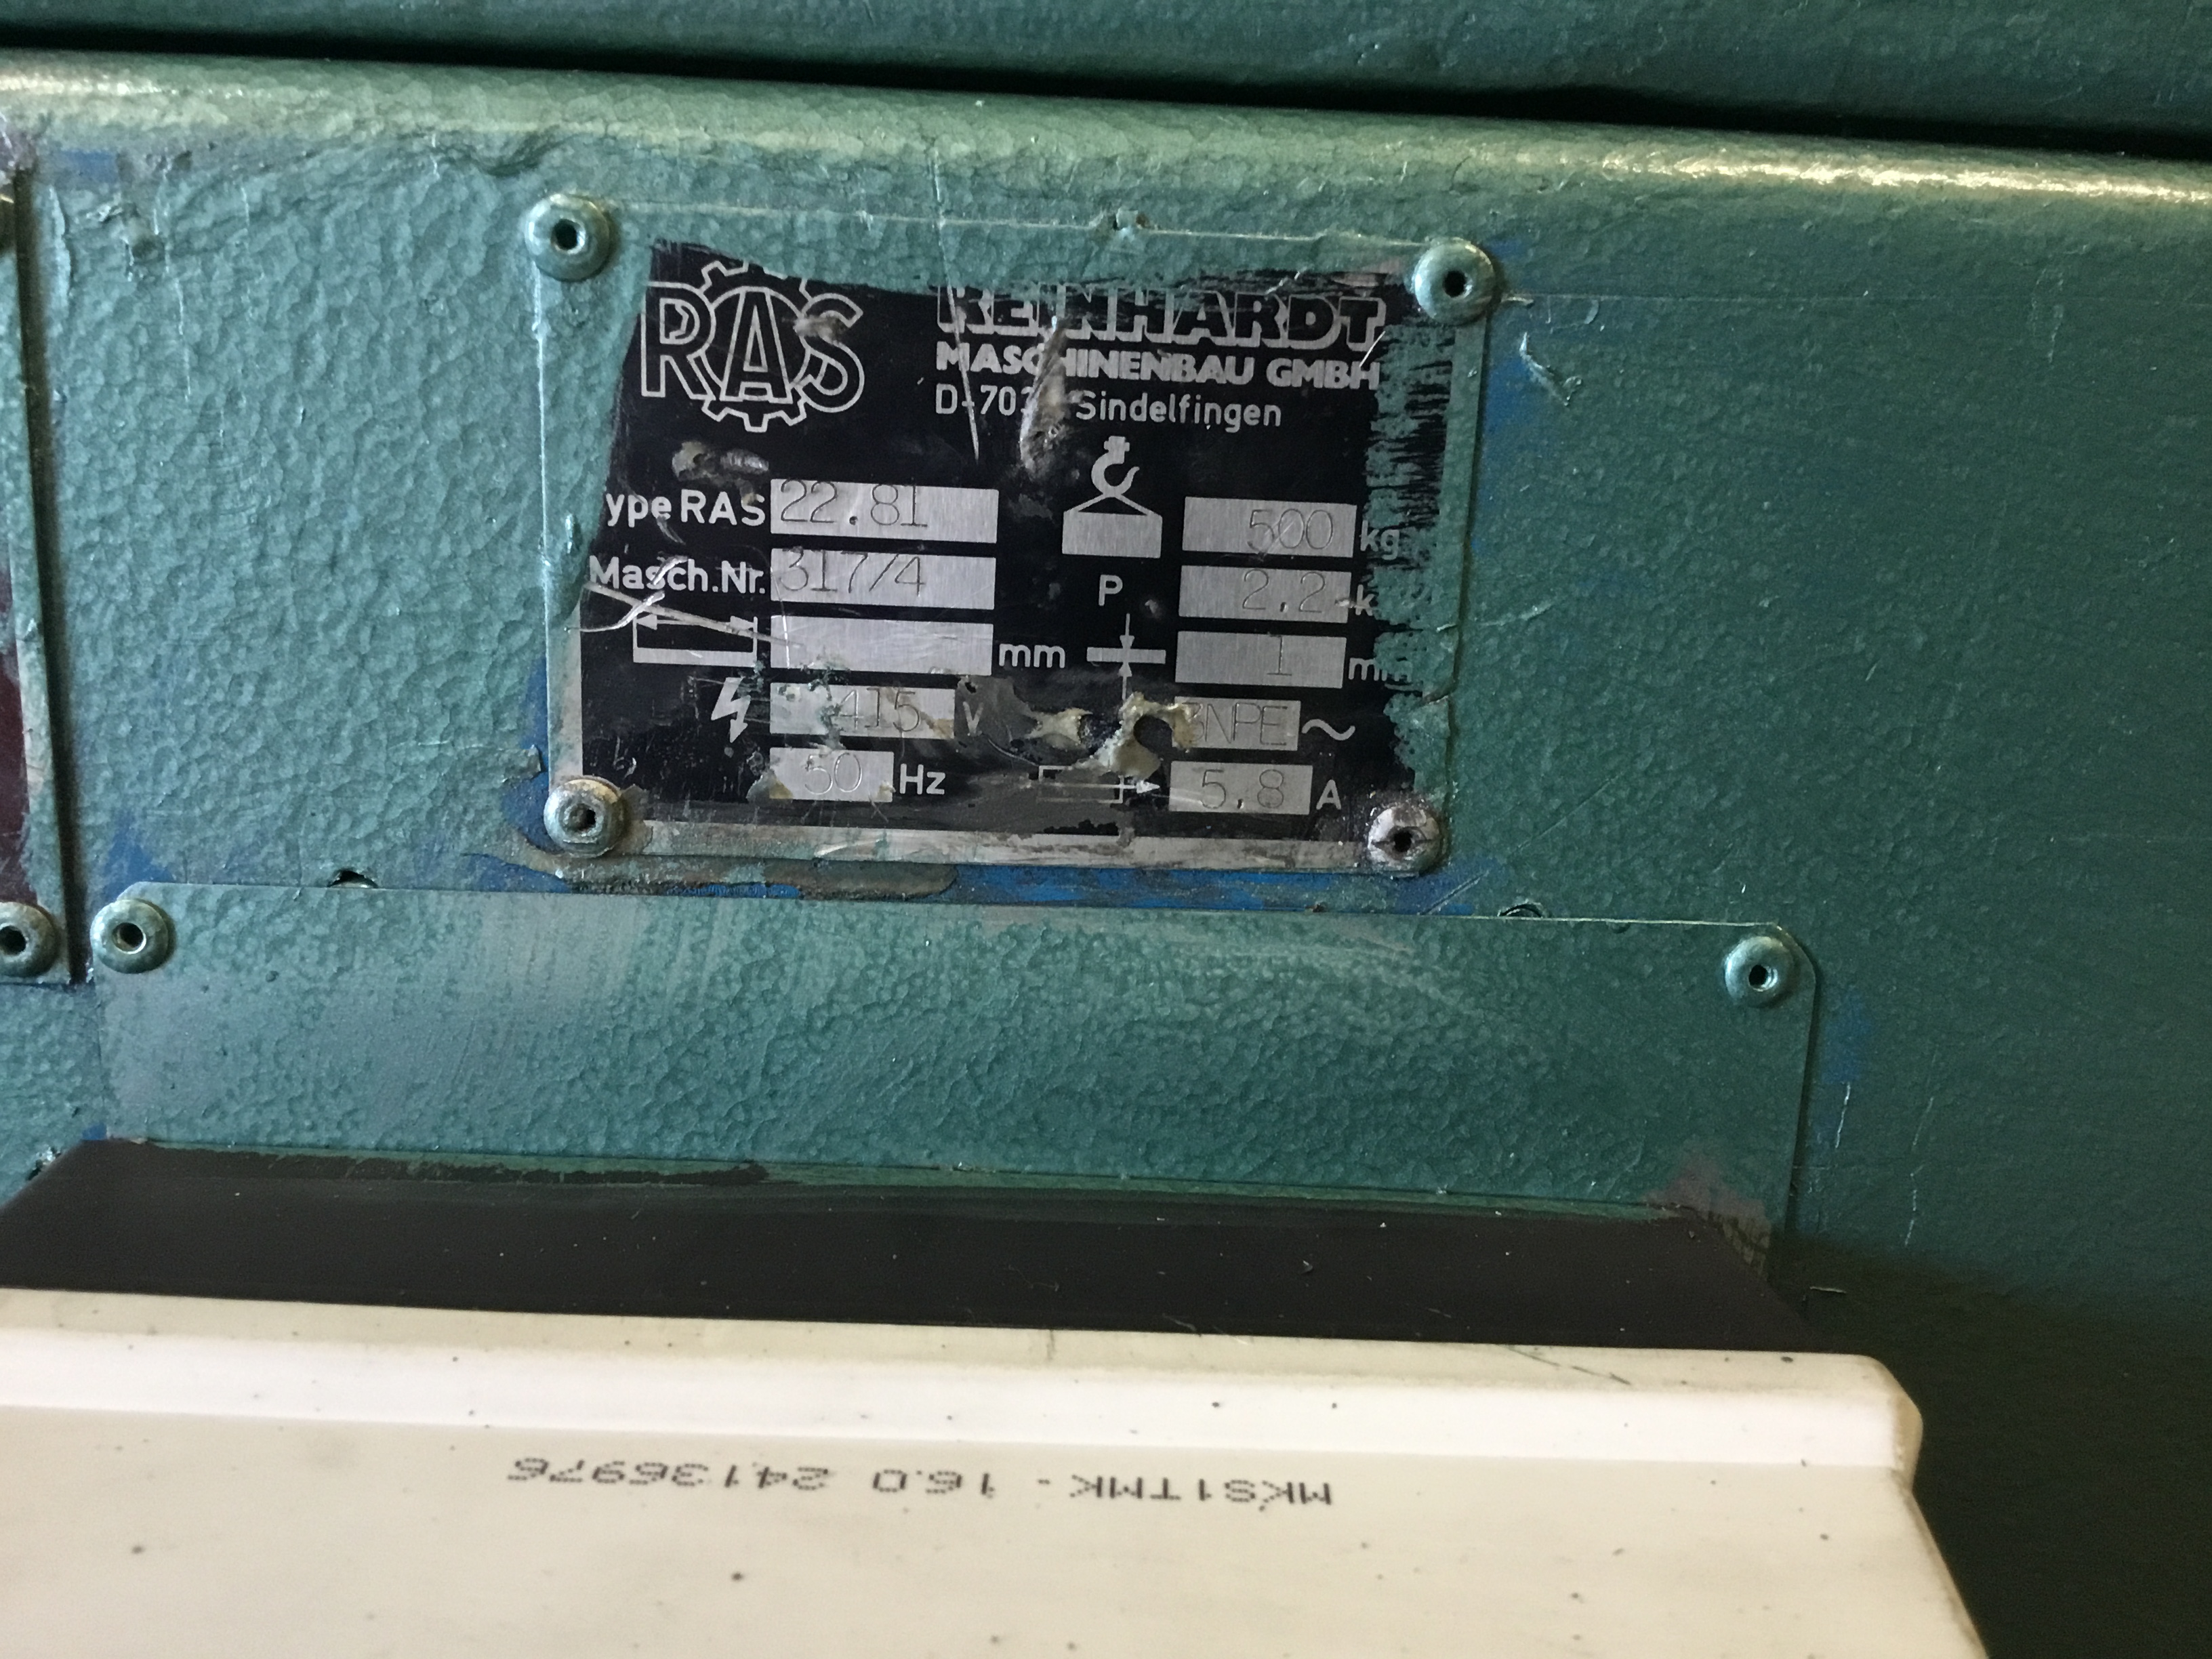 RAS
REINHARDT
MASCHINENBAU GMBH
Sindelfingen
ype RAS 22.81
500 kg
Masch.Nr. 317/4
P 2,2 k
mm
1 m
415 V
3NPE ~
50 Hz
5,8 A
MKS1TMK - 16.0 24136976